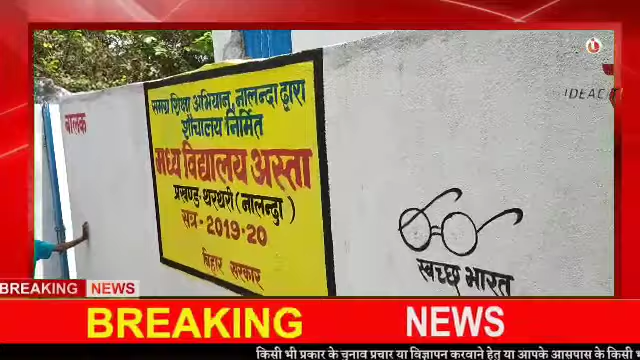 IDEAC
बालक
समग्र शिक्षा अभियान, नालन्दा द्वारा
शौचालय निर्मित
मध्य विद्यालय अस्ता
प्रखण्ड-थरथरी (नालन्दा)
सत्र-2019-20
बिहार सरकार
स्वच्छ भारत
BREAKING NEWS
BREAKING NEWS
किसी भी प्रकार के चुनाव प्रचार या विज्ञापन करवाने हेतु या आपके आसपास के किसी